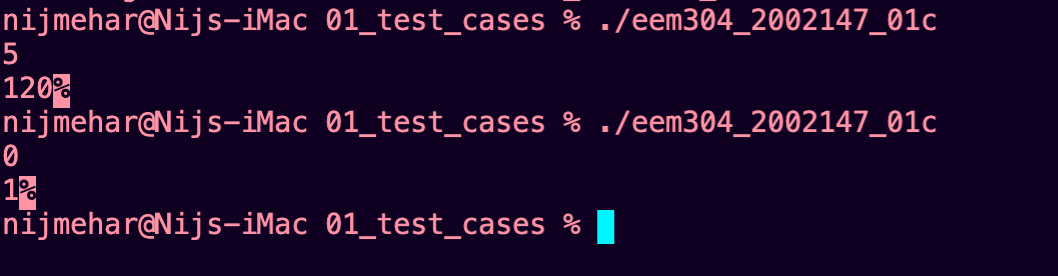 nijmehar@Nijs-iMac 01_test_cases % ./eem304_2002147_01c
5
120%
nijmehar@Nijs-iMac 01_test_cases % ./eem304_2002147_01c
0
1%
nijmehar@Nijs-iMac 01_test_cases %